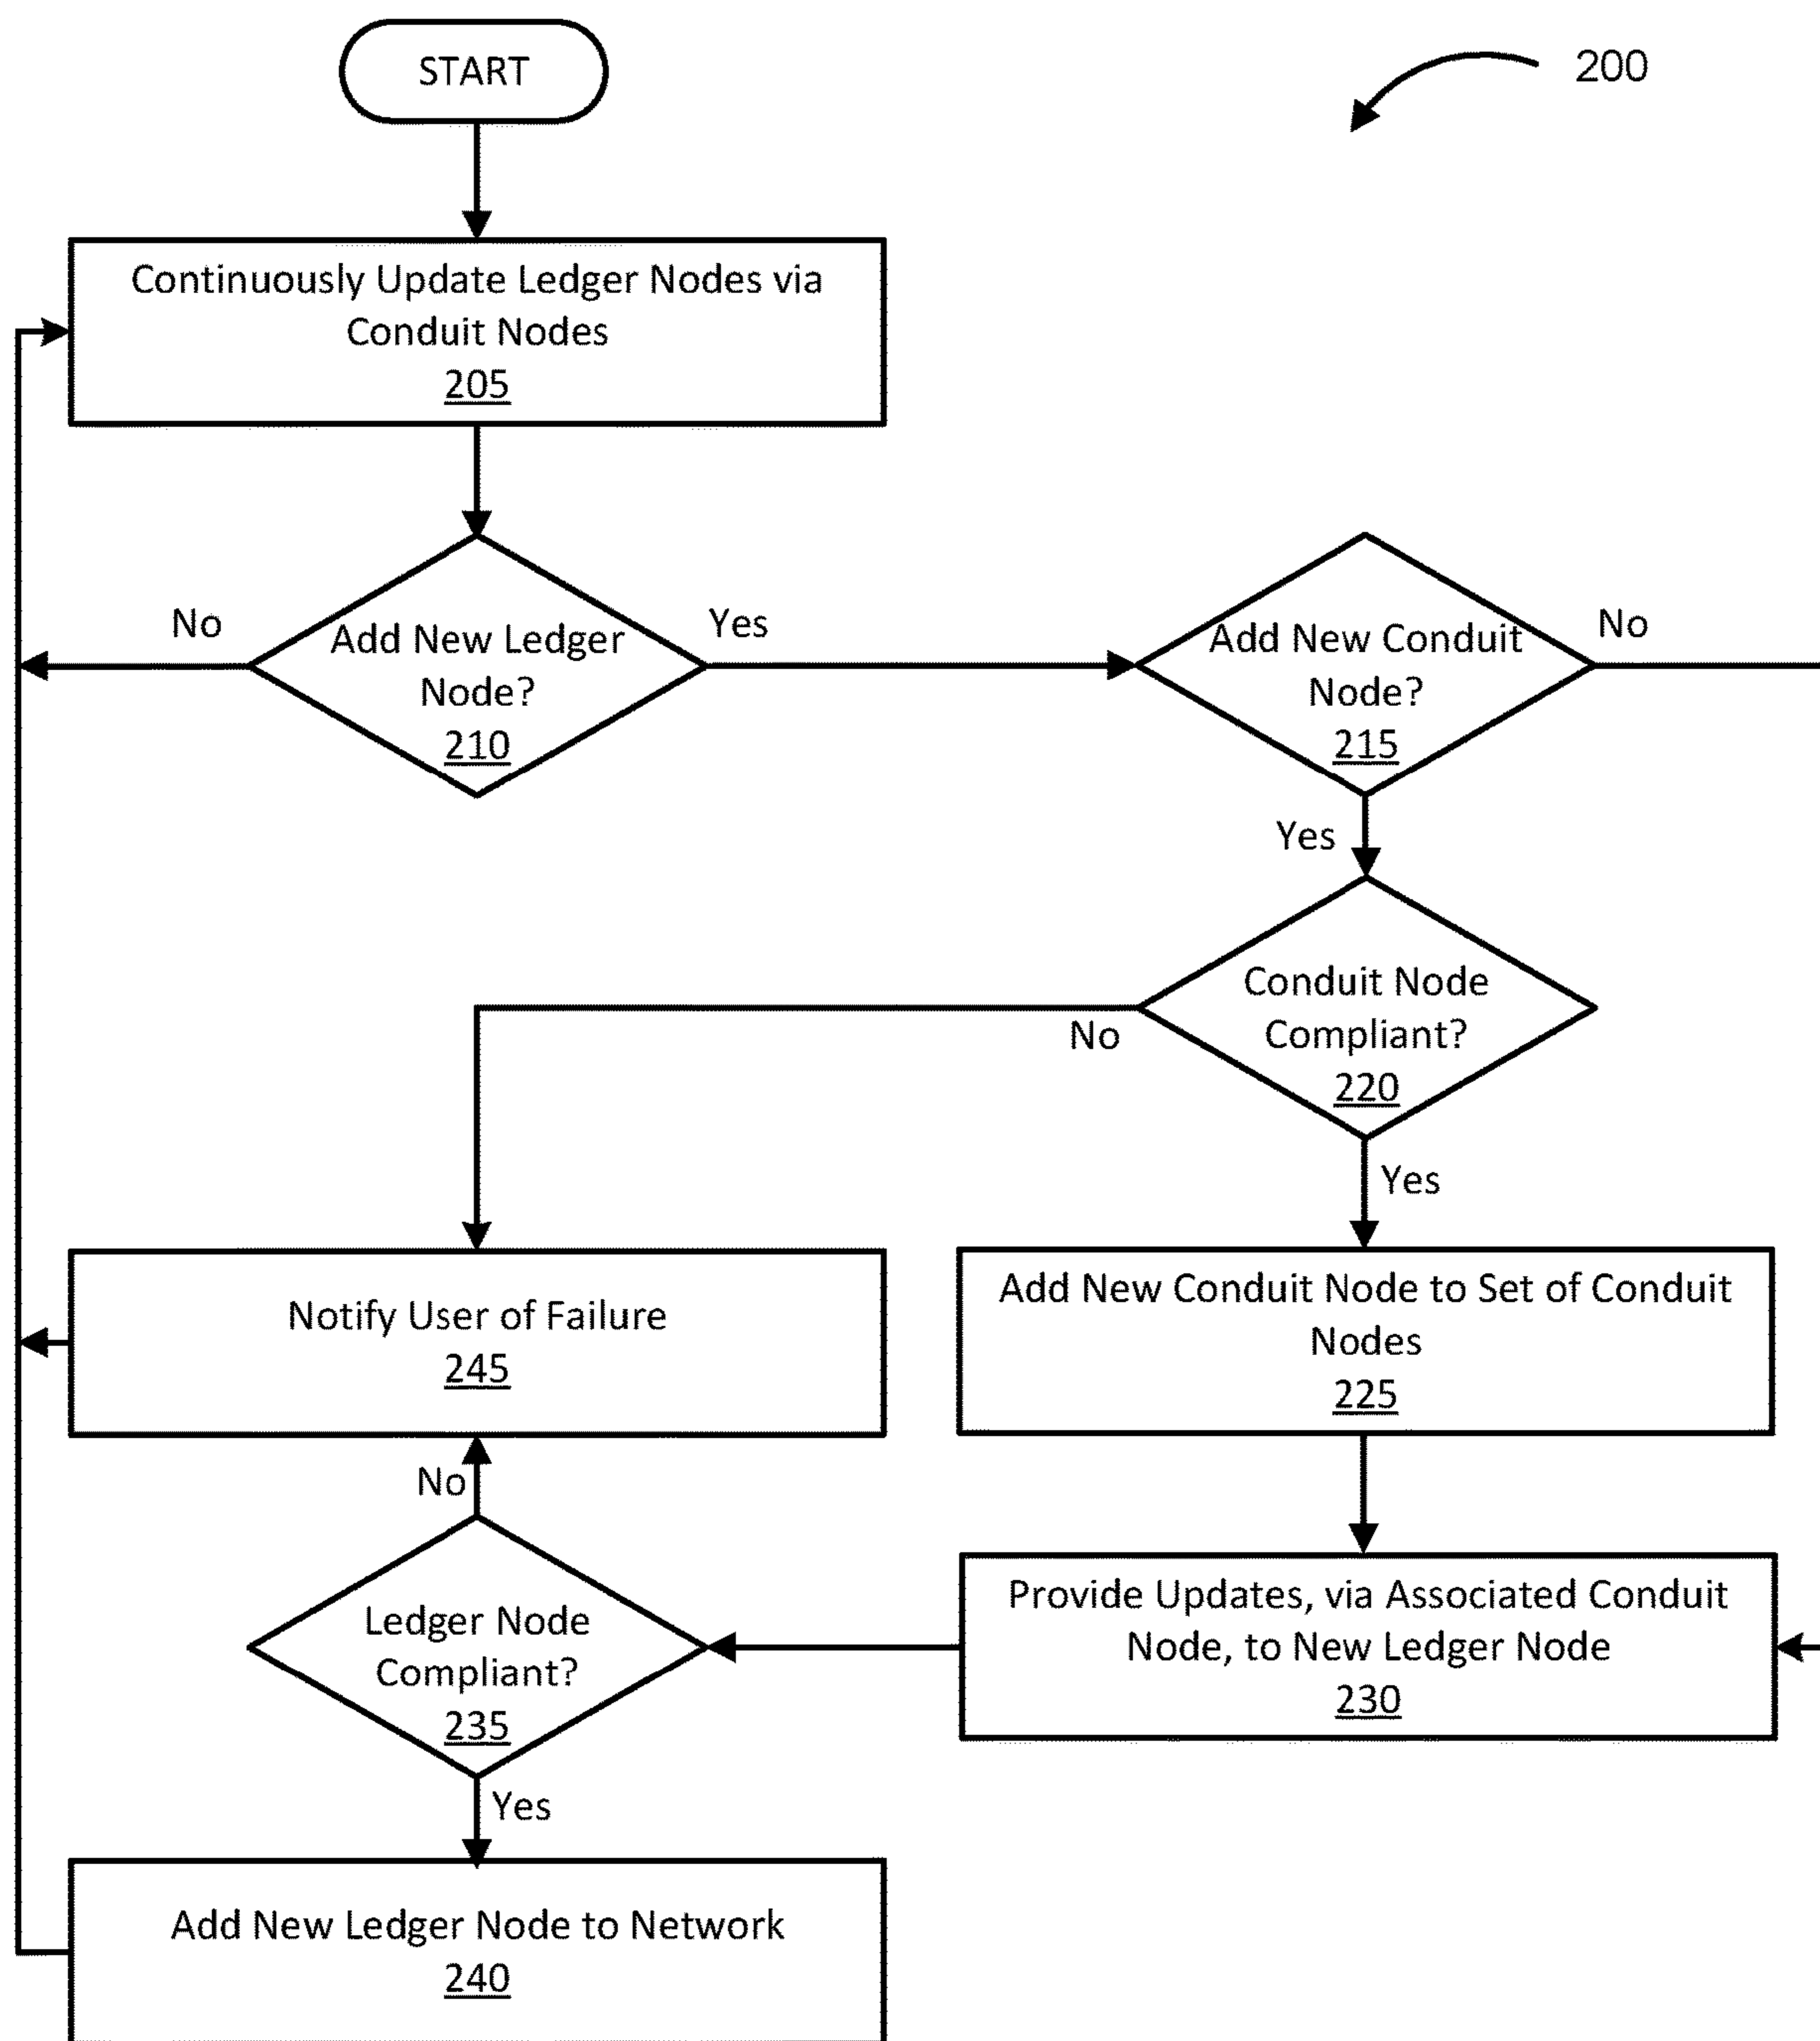 START
200
Continuously Update Ledger Nodes via
Conduit Nodes
205
No
Add New Ledger
Node?
210
Yes
Add New Conduit
Node?
215
No
Yes
Conduit Node
Compliant?
220
No
Yes
Notify User of Failure
245
Add New Conduit Node to Set of Conduit
Nodes
225
No
Ledger Node
Compliant?
235
Provide Updates, via Associated Conduit
Node, to New Ledger Node
230
Yes
Add New Ledger Node to Network
240